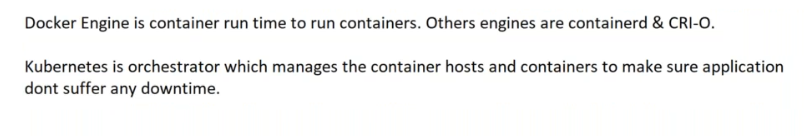 Docker Engine is container run time to run containers. Others engines are containerd & CRI-O.
Kubernetes is orchestrator which manages the container hosts and containers to make sure application
dont suffer any downtime.